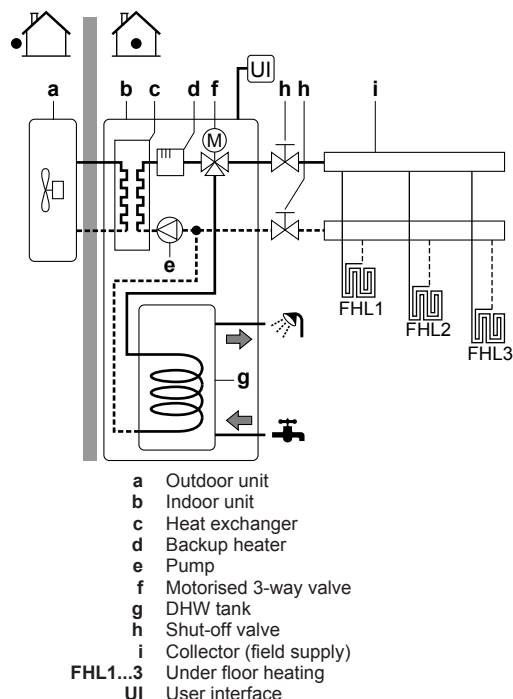 UI
a b c d f h h i
M
e
FHL1
FHL2
FHL3
g
a Outdoor unit
b Indoor unit
c Heat exchanger
d Backup heater
e Pump
f Motorised 3-way valve
g DHW tank
h Shut-off valve
i Collector (field supply)
FHL1...3 Under floor heating
UI User interface